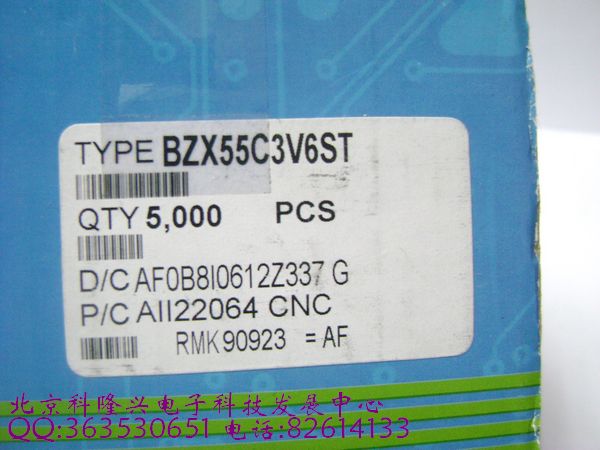 TYPE BZX55C3V6ST
QTY 5,000 PCS
D/C AF0B8I0612Z337 G
P/C AII22064 CNC
RMK 90923 = AF
北京科隆兴电子科技发展中心
QQ:363530651 电话:82614133